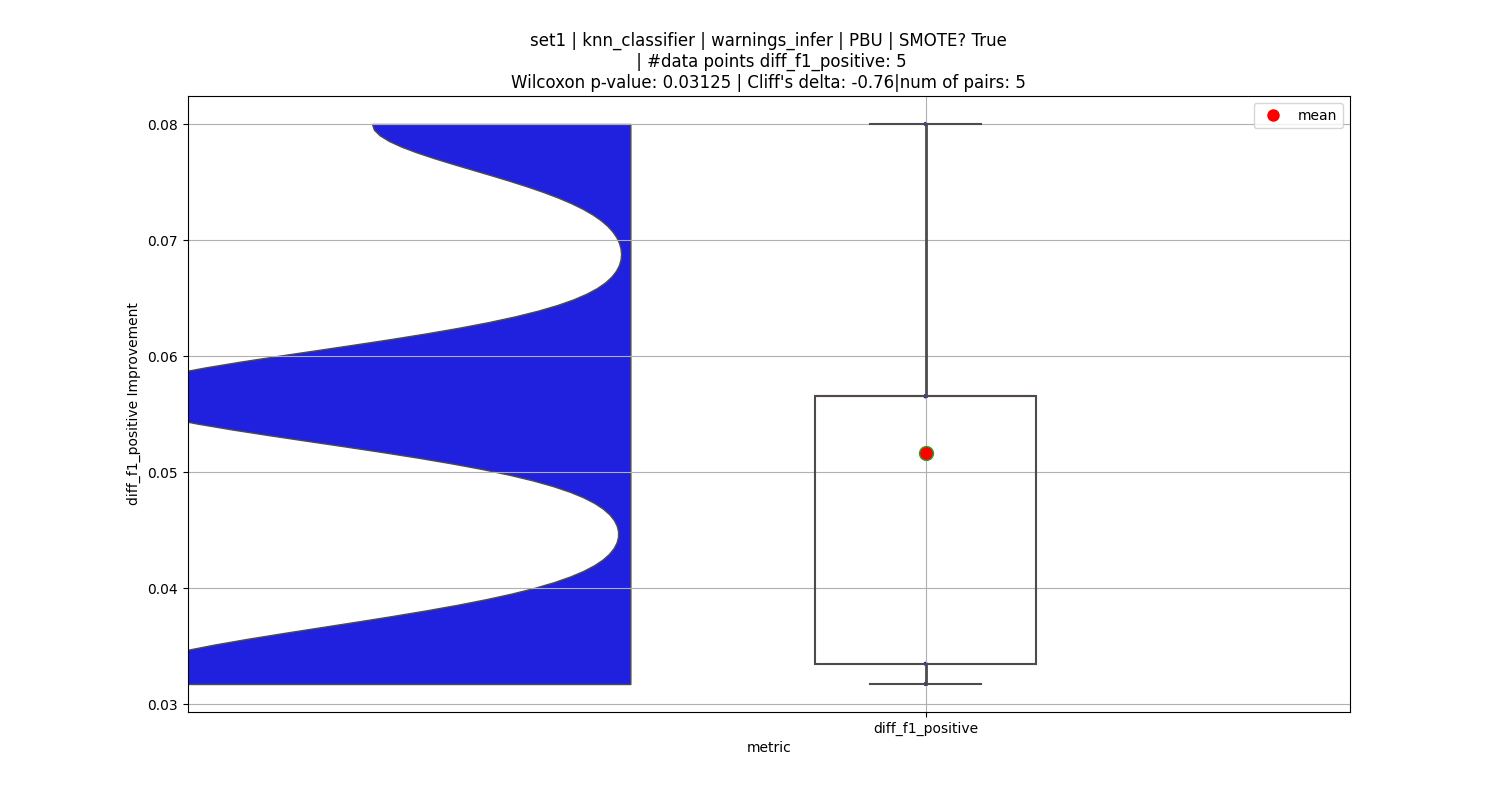 set1 | knn_classifier | warnings_infer | PBU | SMOTE? True
| #data points diff_f1_positive: 5
Wilcoxon p-value: 0.03125 | Cliff's delta: -0.76|num of pairs: 5
mean
0.08
0.07
0.06
0.05
0.04
0.03
diff_f1_positive Improvement
diff_f1_positive
metric